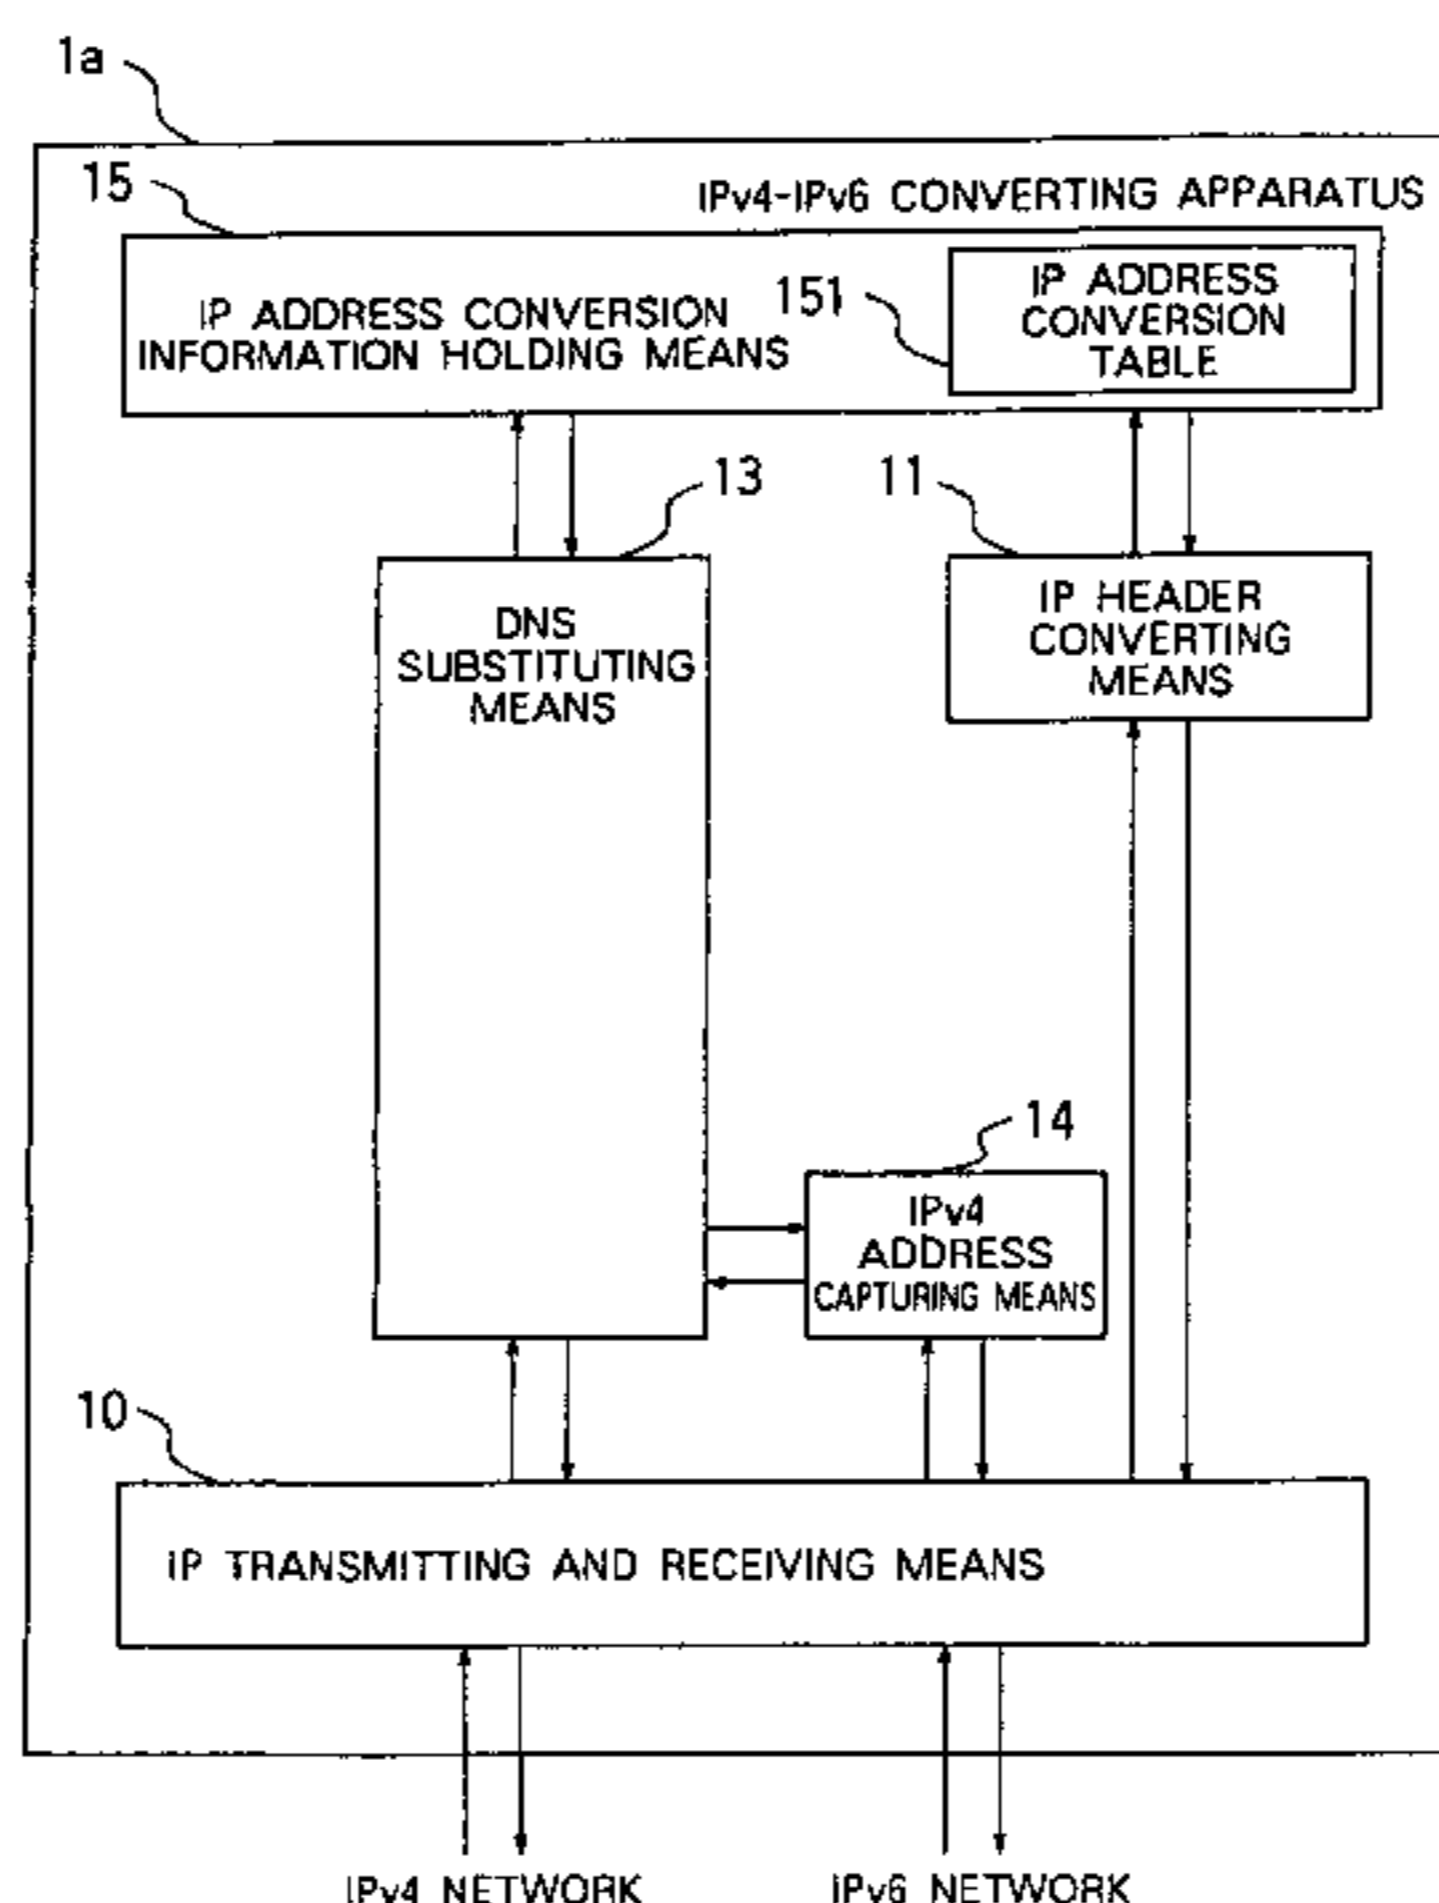 1a
15
IPv4-IPv6 CONVERTING APPARATUS
IP ADDRESS CONVERSION
INFORMATION HOLDING MEANS
151
IP ADDRESS
CONVERSION
TABLE
13
11
DNS
SUBSTITUTING
MEANS
IP HEADER
CONVERTING
MEANS
14
IPv4
ADDRESS
CAPTURING MEANS
10
IP TRANSMITTING AND RECEIVING MEANS
IPv4 NETWORK
IPv6 NETWORK